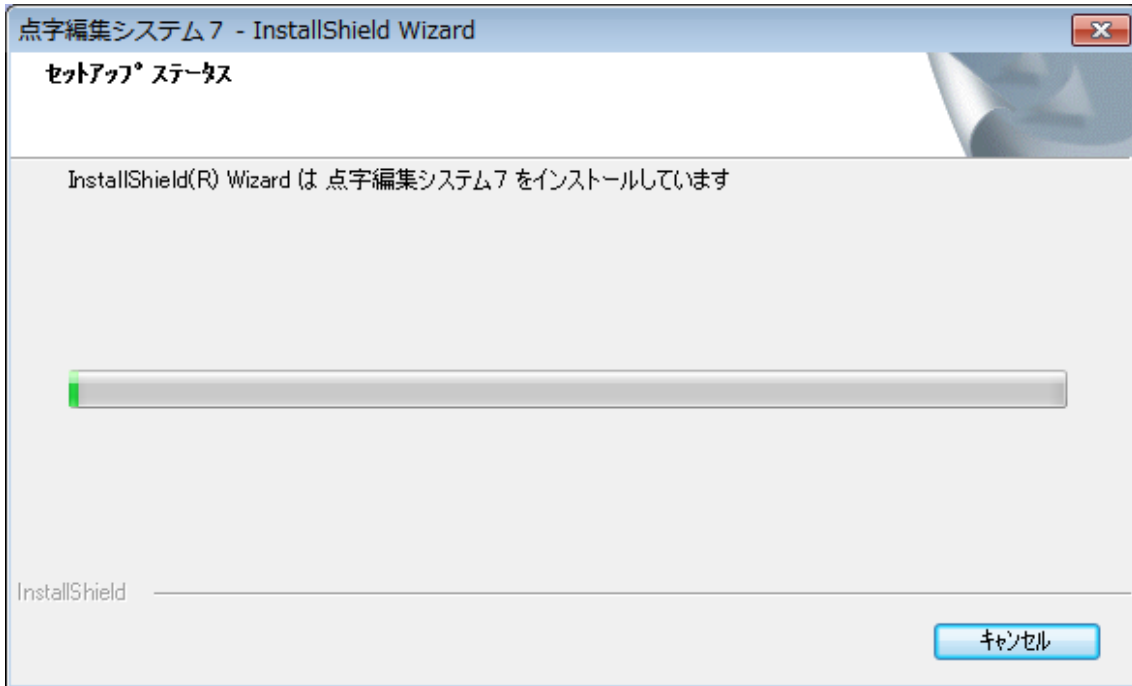 点字編集システム７ - InstallShield Wizard
ｾｯﾄｱｯﾌﾟ ｽﾃｰﾀｽ
InstallShield(R) Wizard は 点字編集システム７ をインストールしています
InstallShield
ｷｬﾝｾﾙ